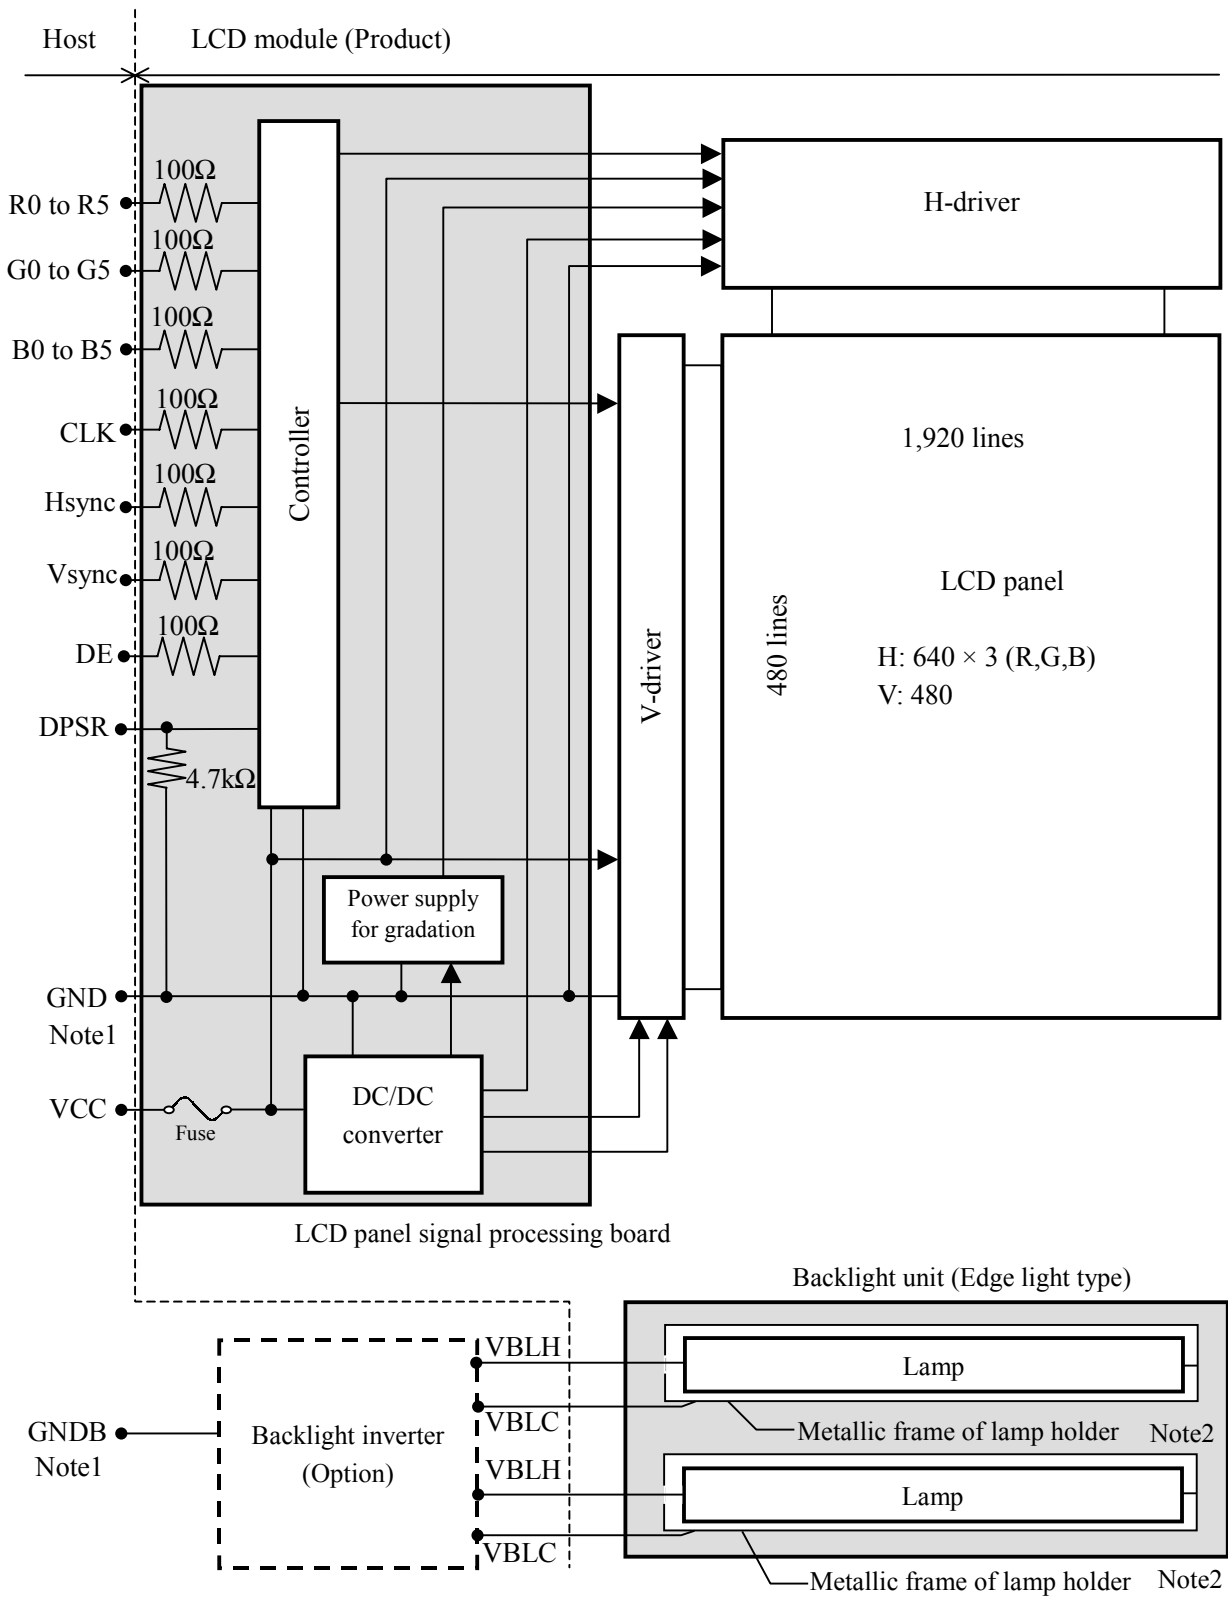 Host
LCD module (Product)
100Ω
R0 to R5
H-driver
100Ω
G0 to G5
100Ω
B0 to B5
100Ω
CLK
Controller
1,920 lines
100Ω
Hsync
100Ω
Vsync
LCD panel
100Ω
DE
V-driver
480 lines
H: 640 × 3 (R,G,B)
V: 480
DPSR
4.7kΩ
Power supply
for gradation
GND
Note1
VCC
Fuse
DC/DC
converter
LCD panel signal processing board
Backlight unit (Edge light type)
VBLH
Lamp
VBLC
GNDB
Note1
Backlight inverter
(Option)
Metallic frame of lamp holder
Note2
VBLH
Lamp
VBLC
Metallic frame of lamp holder
Note2